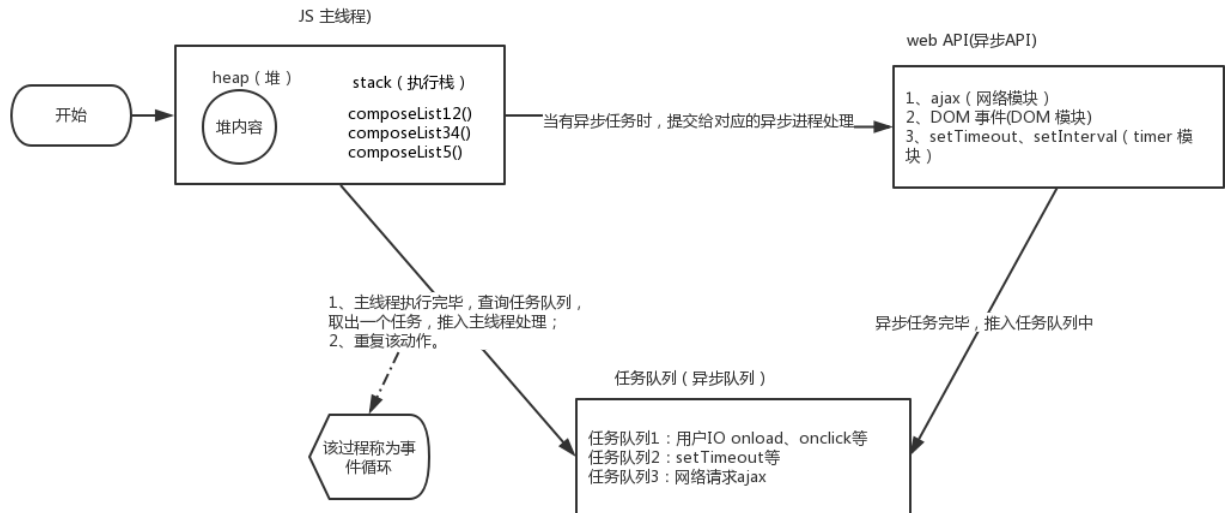 JS 主线程)
web API(异步API)
开始
heap（堆）
堆内容
stack（执行栈）
composeList12()
composeList34()
composeList5()
当有异步任务时，提交给对应的异步进程处理
1、ajax（网络模块）
2、DOM 事件(DOM 模块)
3、setTimeout、setInterval（timer 模
块）
1、主线程执行完毕，查询任务队列，
取出一个任务，推入主线程处理；
2、重复该动作。
异步任务完毕，推入任务队列中
该过程称为事
件循环
任务队列（异步队列）
任务队列1：用户IO onload、onclick等
任务队列2：setTimeout等
任务队列3：网络请求ajax